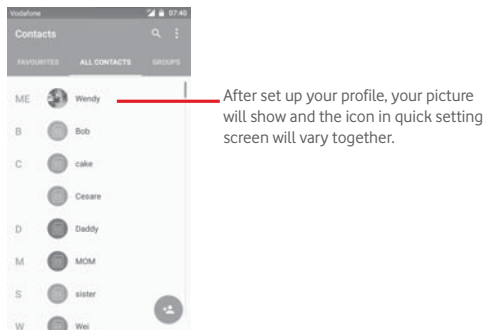 Vodafone 07:40
Contacts
FAVOURITES ALL CONTACTS GROUPS
ME Wendy
B Bob
C cake
Cesare
D Daddy
M MOM
S sister
W Wei
After set up your profile, your picture
will show and the icon in quick setting
screen will vary together.